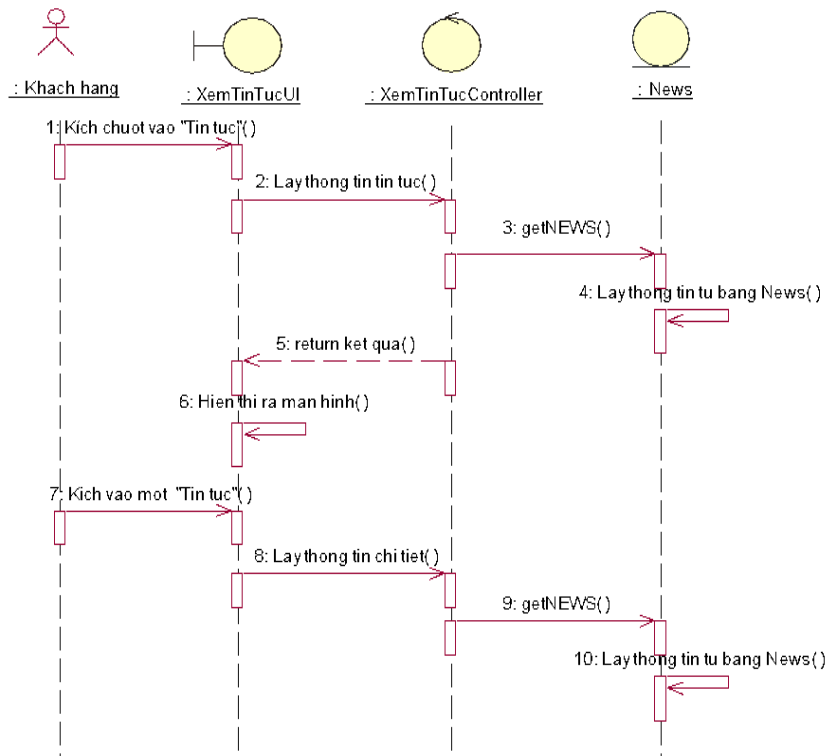 : Khach hang
: XemTinTucUI
: XemTinTucController
: News
1: Kích chuot vao "Tin tuc"( )
2: Lay thong tin tin tuc( )
3: getNEWS( )
4: Lay thong tin tu bang News( )
5: return ket qua( )
6: Hien thi ra man hinh( )
7: Kich vao mot "Tin tuc"( )
8: Lay thong tin chi tiet( )
9: getNEWS( )
10: Lay thong tin tu bang News( )